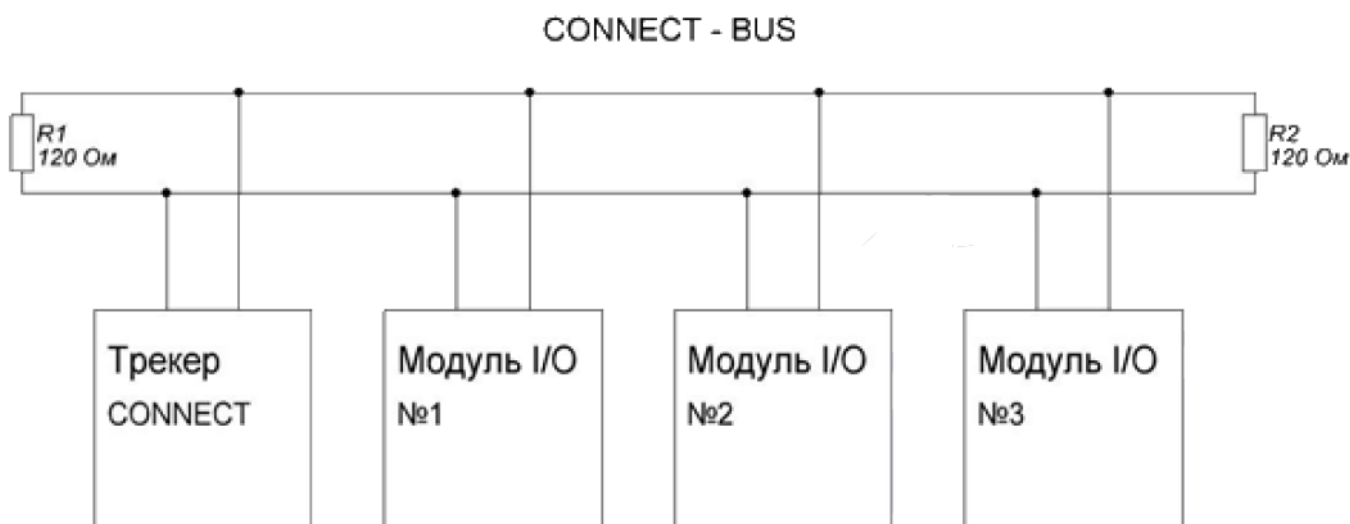 CONNECT - BUS
R1
120 Ом
R2
120 Ом
Трекер
CONNECT
Модуль I/O
№1
Модуль I/O
№2
Модуль I/O
№3